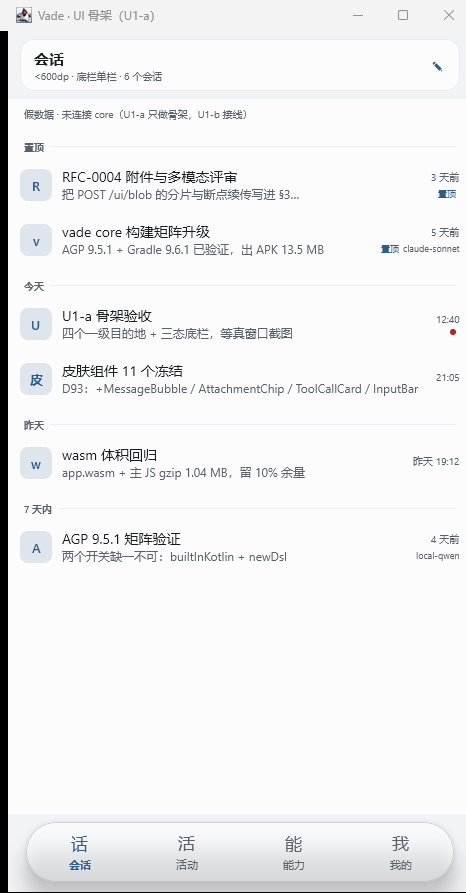 Vade · UI 骨架（U1-a）
会话
<600dp · 底栏单栏 · 6 个会话
假数据 · 未连接 core（U1-a 只做骨架，U1-b 接线）
置顶
R
RFC-0004 附件与多模态评审
3 天前
把 POST /ui/blob 的分片与断点续传写进 §3...
置顶
v
vade core 构建矩阵升级
5 天前
AGP 9.5.1 + Gradle 9.6.1 已验证，出 APK 13.5 MB
置顶 claude-sonnet
今天
U
U1-a 骨架验收
12:40
四个一级目的地 + 三态底栏，等真窗口截图
皮
皮肤组件 11 个冻结
21:05
D93：+MessageBubble / AttachmentChip / ToolCallCard / InputBar
昨天
w
wasm 体积回归
昨天 19:12
app.wasm + 主 JS gzip 1.04 MB，留 10% 余量
7 天内
A
AGP 9.5.1 矩阵验证
4 天前
两个开关缺一不可：builtInKotlin + newDsl
local-qwen
话 活 能 我
会话 活动 能力 我的